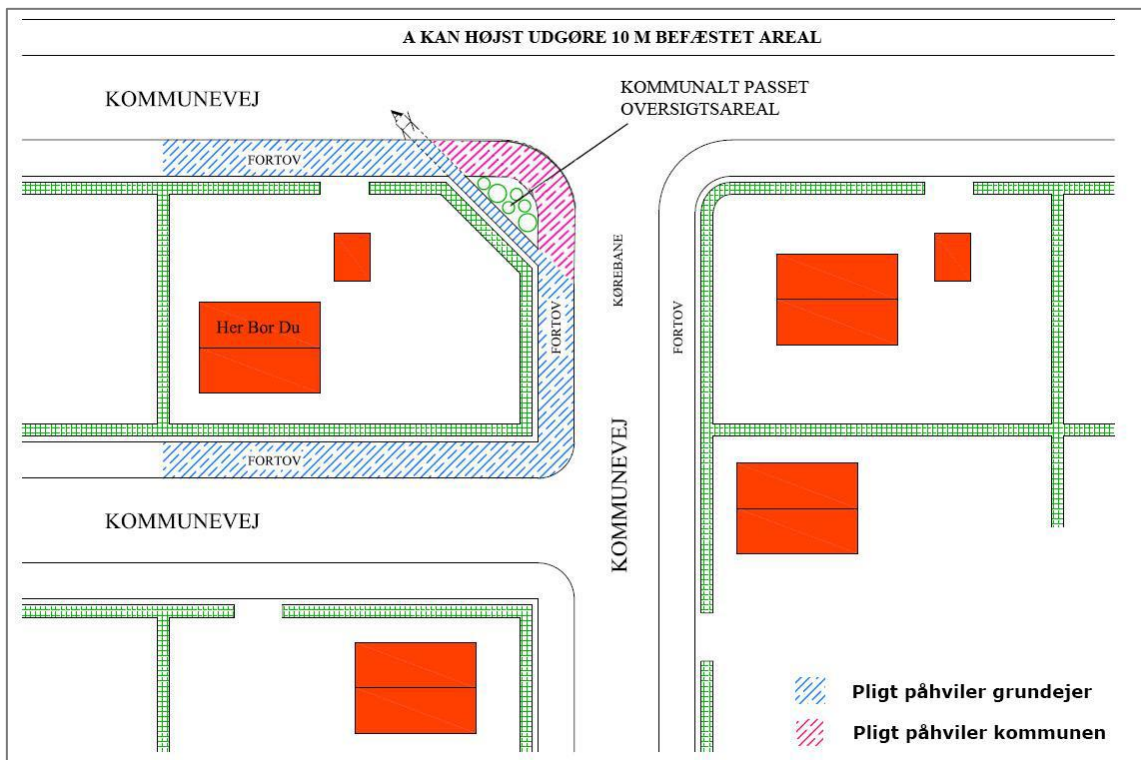 A KAN HØJST UDGØRE 10 M BEFÆSTET AREAL
KOMMUNEVEJ
KOMMUNALT PASSET
OVERSIGTSAREAL
FORTOV
Her Bor Du
FORTOV
KØREBANE
FORTOV
FORTOV
KOMMUNEVEJ
KOMMUNEVEJ
Pligt påhviler grundejer
Pligt påhviler kommunen